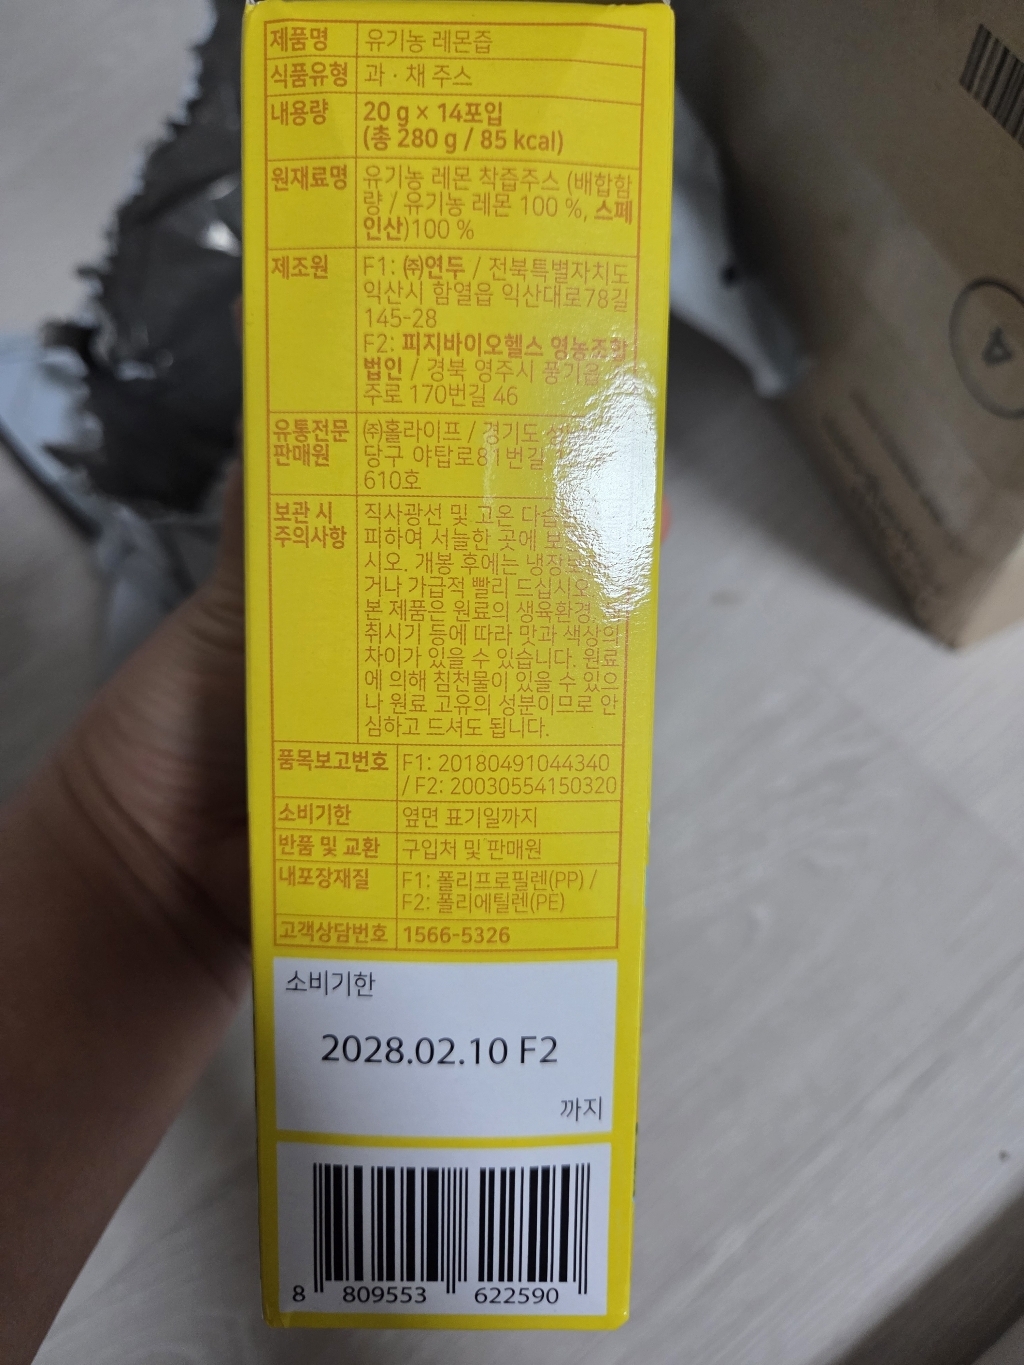 제품명 유기농 레몬즙
식품유형 과·채 주스
내용량 20 g × 14포입
(총 280 g / 85 kcal)
원재료명 유기농 레몬 착즙주스 (배합함
량 / 유기농 레몬 100 %, 스페
인산)100 %
제조원 F1: ㈜연두 / 전북특별자치도
익산시 함열읍 익산대로78길
145-28
F2: 피지바이오헬스 영농조합
법인 / 경북 영주시 풍기읍
주로 170번길 46
유통전문 ㈜홀라이프 / 경기도
판매원 당구 야탑로81번길
610호
보관 시 직사광선 및 고온 다습
주의사항 피하여 서늘한 곳에
시오. 개봉 후에는
거나 가급적 빨리 드십시오.
본 제품은 원료의 생육환경,
취시기 등에 따라 맛과 색상의
차이가 있을 수 있습니다. 원료
에 의해 침천물이 있을 수 있으
나 원료 고유의 성분이므로 안
심하고 드셔도 됩니다.
품목보고번호 F1: 20180491044340
/ F2: 20030554150320
소비기한 옆면 표기일까지
반품 및 교환 구입처 및 판매원
내포장재질 F1: 폴리프로필렌(PP) /
F2: 폴리에틸렌(PE)
고객상담번호 1566-5326
소비기한
2028.02.10 F2
까지
8 809553 622590